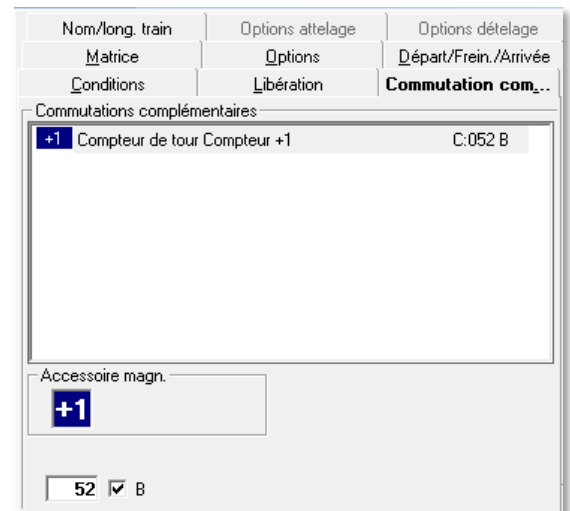 Nom/long. train Options attelage Options dételage
Matrice Options Départ/Frein./Arrivée
Conditions Libération Commutation com...
Commutations complémentaires
+1 Compteur de tour Compteur +1 C:052 B
Accessoire magn.
+1
52 B